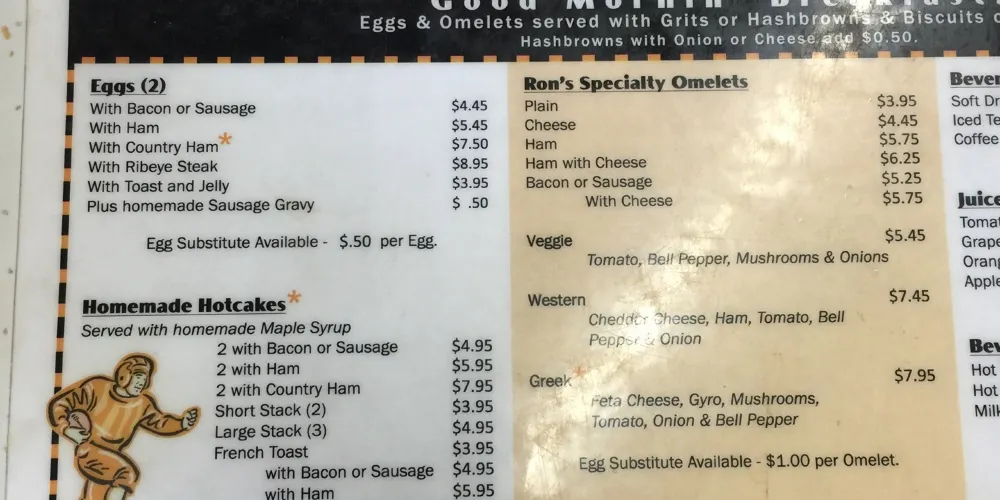 Good Mornin' Breakfast
Eggs & Omelets served with Grits or Hashbrowns & Biscuits
Hashbrowns with Onion or Cheese add $0.50.
Eggs (2)
With Bacon or Sausage $4.45
With Ham $5.45
With Country Ham* $7.50
With Ribeye Steak $8.95
With Toast and Jelly $3.95
Plus homemade Sausage Gravy $ .50
Egg Substitute Available - $.50 per Egg.
Homemade Hotcakes*
Served with homemade Maple Syrup
2 with Bacon or Sausage $4.95
2 with Ham $5.95
2 with Country Ham $7.95
Short Stack (2) $3.95
Large Stack (3) $4.95
French Toast $3.95
with Bacon or Sausage $4.95
with Ham $5.95
Ron's Specialty Omelets
Plain $3.95
Cheese $4.45
Ham $5.75
Ham with Cheese $6.25
Bacon or Sausage $5.25
With Cheese $5.75
Veggie $5.45
Tomato, Bell Pepper, Mushrooms & Onions
Western $7.45
Cheddar Cheese, Ham, Tomato, Bell
Pepper & Onion
Greek* $7.95
Feta Cheese, Gyro, Mushrooms,
Tomato, Onion & Bell Pepper
Egg Substitute Available - $1.00 per Omelet.
Bever
Soft Dr
Iced Te
Coffee
Juice
Tomat
Grape
Orang
Apple
Bev
Hot
Hot
Milk